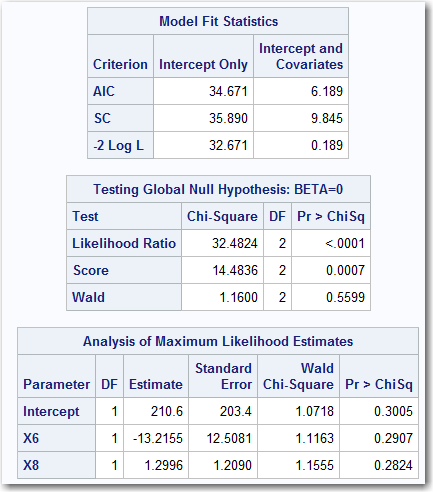 Model Fit Statistics
Criterion Intercept Only Intercept and Covariates
AIC 34.671 6.189
SC 35.890 9.845
-2 Log L 32.671 0.189
Testing Global Null Hypothesis: BETA=0
Test Chi-Square DF Pr > ChiSq
Likelihood Ratio 32.4824 2 <.0001
Score 14.4836 2 0.0007
Wald 1.1600 2 0.5599
Analysis of Maximum Likelihood Estimates
Parameter DF Estimate Standard Error Wald Chi-Square Pr > ChiSq
Intercept 1 210.6 203.4 1.0718 0.3005
X6 1 -13.2155 12.5081 1.1163 0.2907
X8 1 1.2996 1.2090 1.1555 0.2824